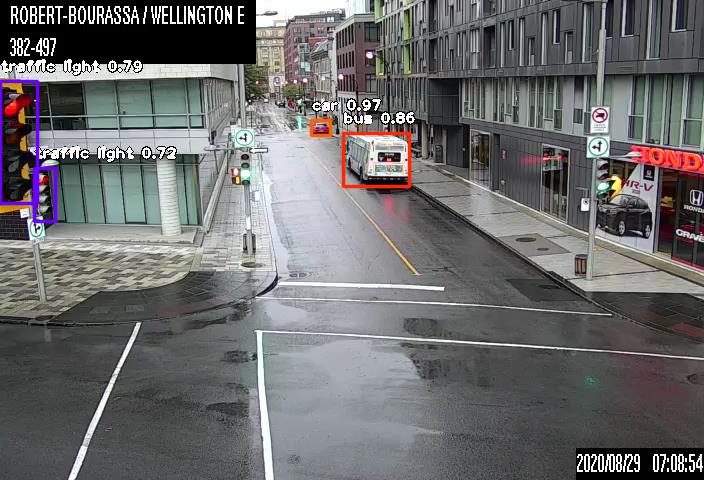 ROBERT-BOURASSA / WELLINGTON E
382-497
traffic light 0.79
car 0.97
bus 0.86
traffic light 0.72
HONDA
HR-V
HONDA
2020/08/29 07:08:54